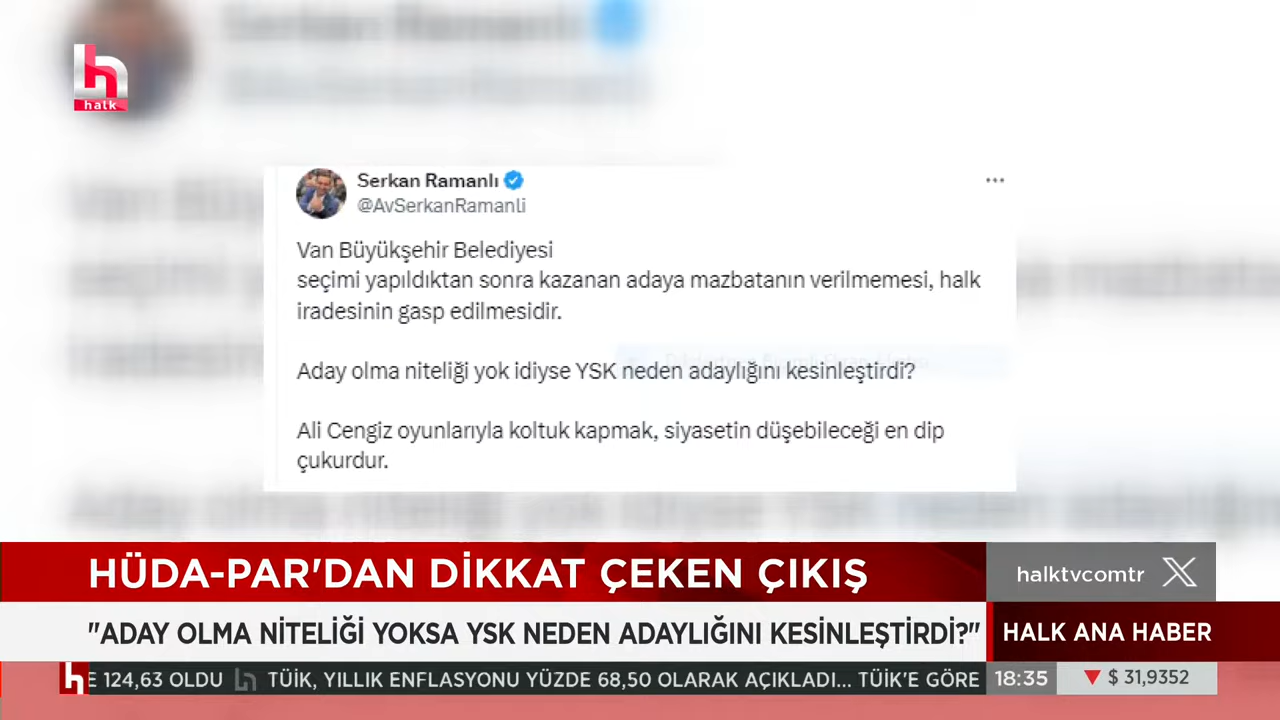 h
halk
Serkan Ramanlı
@AvSerkanRamanli
Van Büyükşehir Belediyesi
seçimi yapıldıktan sonra kazanan adaya mazbatanın verilmemesi, halk
iradesinin gasp edilmesidir.
Aday olma niteliği yok idiyse YSK neden adaylığını kesinleştirdi?
Ali Cengiz oyunlarıyla koltuk kapmak, siyasetin düşebileceği en dip
çukurdur.
HÜDA-PAR'DAN DİKKAT ÇEKEN ÇIKIŞ
halktvcomtr X
"ADAY OLMA NİTELİĞİ YOKSA YSK NEDEN ADAYLIĞINI KESİNLEŞTİRDİ?"
HALK ANA HABER
h E 124,63 OLDU h TÜİK, YILLIK ENFLASYONU YÜZDE 68,50 OLARAK AÇIKLADI... TÜİK'E GÖRE
18:35
$ 31,9352